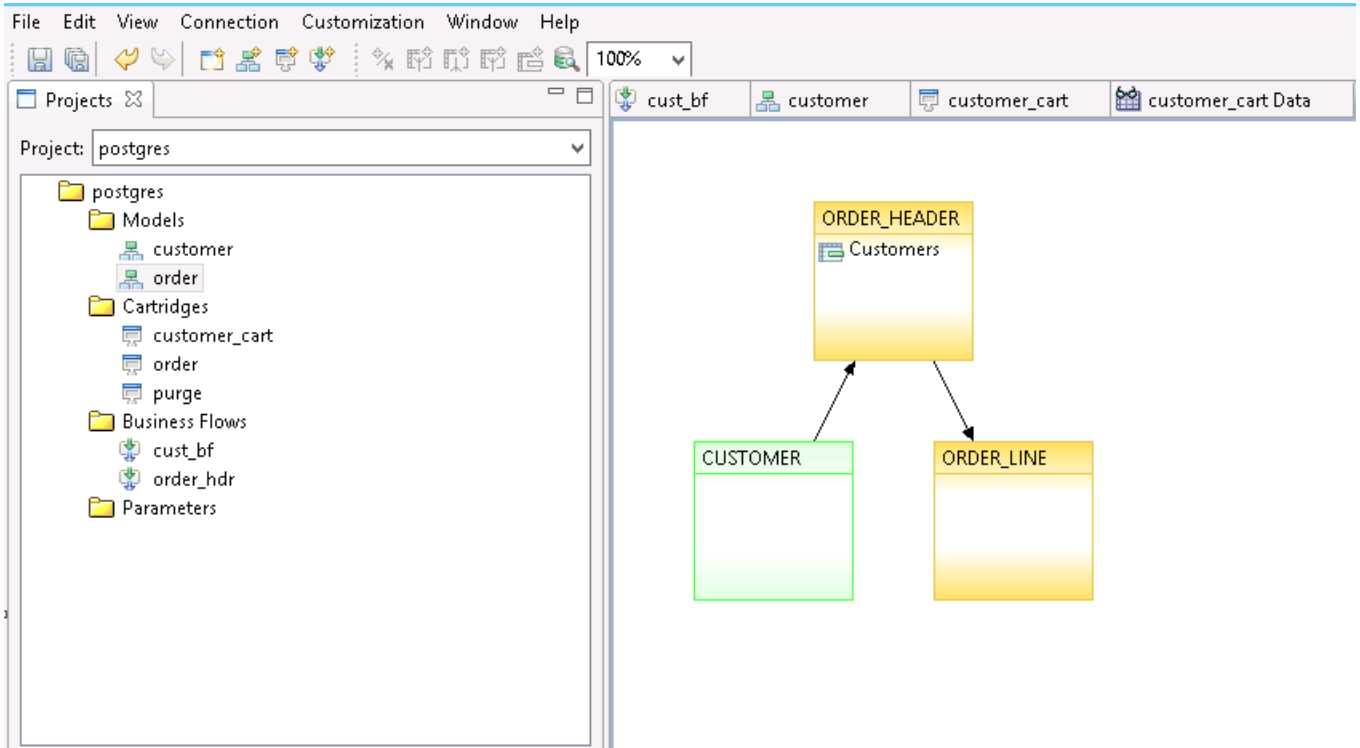 File Edit View Connection Customization Window Help
100%
Projects
Project: postgres
postgres
Models
customer
order
Cartridges
customer_cart
order
purge
Business Flows
cust_bf
order_hdr
Parameters
cust_bf customer customer_cart customer_cart Data
ORDER_HEADER
Customers
CUSTOMER
ORDER_LINE